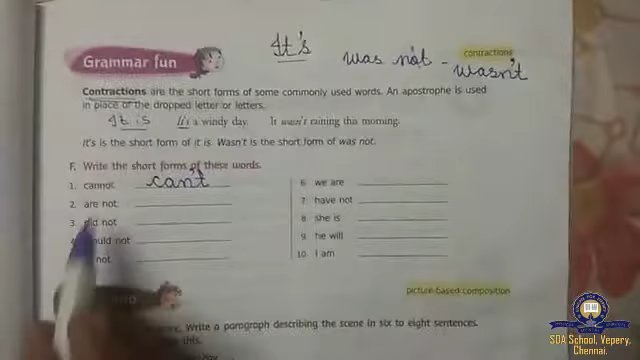 It's
was not - wasn't
Grammar fun
contractions
Contractions are the short forms of some commonly used words. An apostrophe is used
in place of the dropped letter or letters.
It is
It's a windy day. It wasn't raining this morning.
It's is the short form of it is. Wasn't is the short form of was not.
F. Write the short forms of these words.
1. cannot can't
2. are not
3. did not
not
not
6. we are
7. have not
8. she is
9. he will
10. I am
picture-based composition
Write a paragraph describing the scene in six to eight sentences.
this.
SDA School, Vepery,
Chennai.